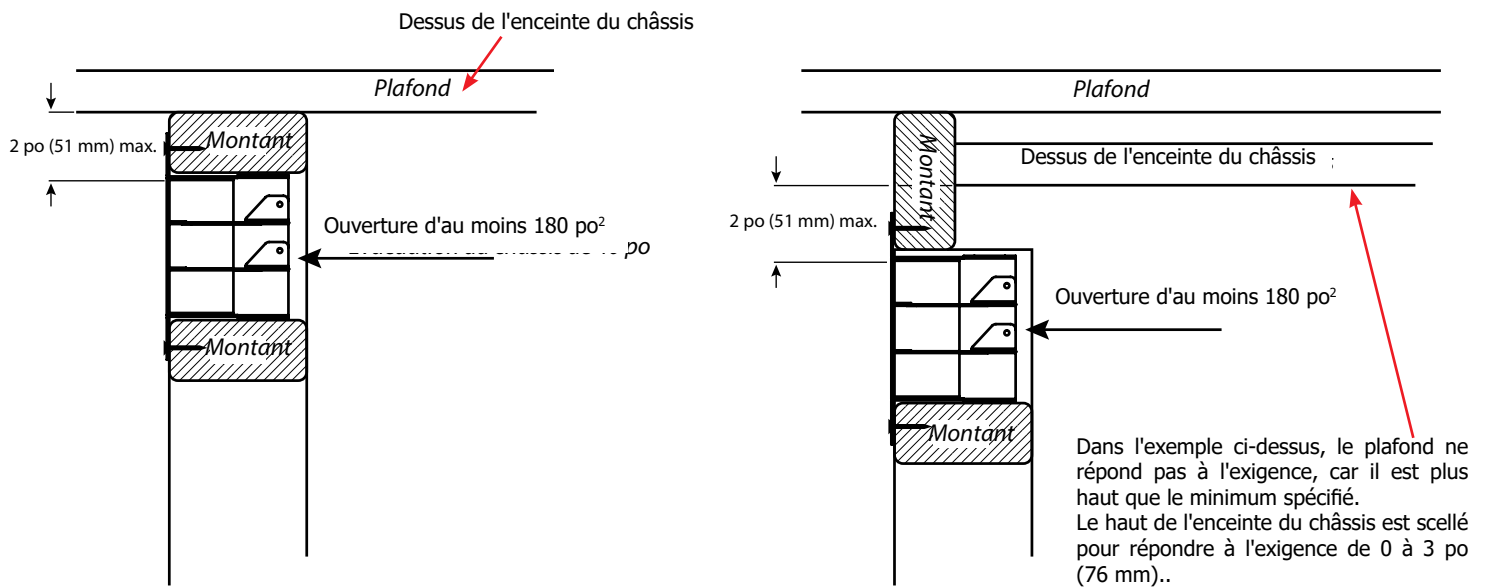 Dessus de l'enceinte du châssis
Plafond
2 po (51 mm) max.
Montant
Ouverture d'au moins 180 po²
po
Montant
Plafond
Montant
Dessus de l'enceinte du châssis
2 po (51 mm) max.
Ouverture d'au moins 180 po²
Montant
Dans l'exemple ci-dessus, le plafond ne
répond pas à l'exigence, car il est plus
haut que le minimum spécifié.
Le haut de l'enceinte du châssis est scellé
pour répondre à l'exigence de 0 à 3 po
(76 mm)..